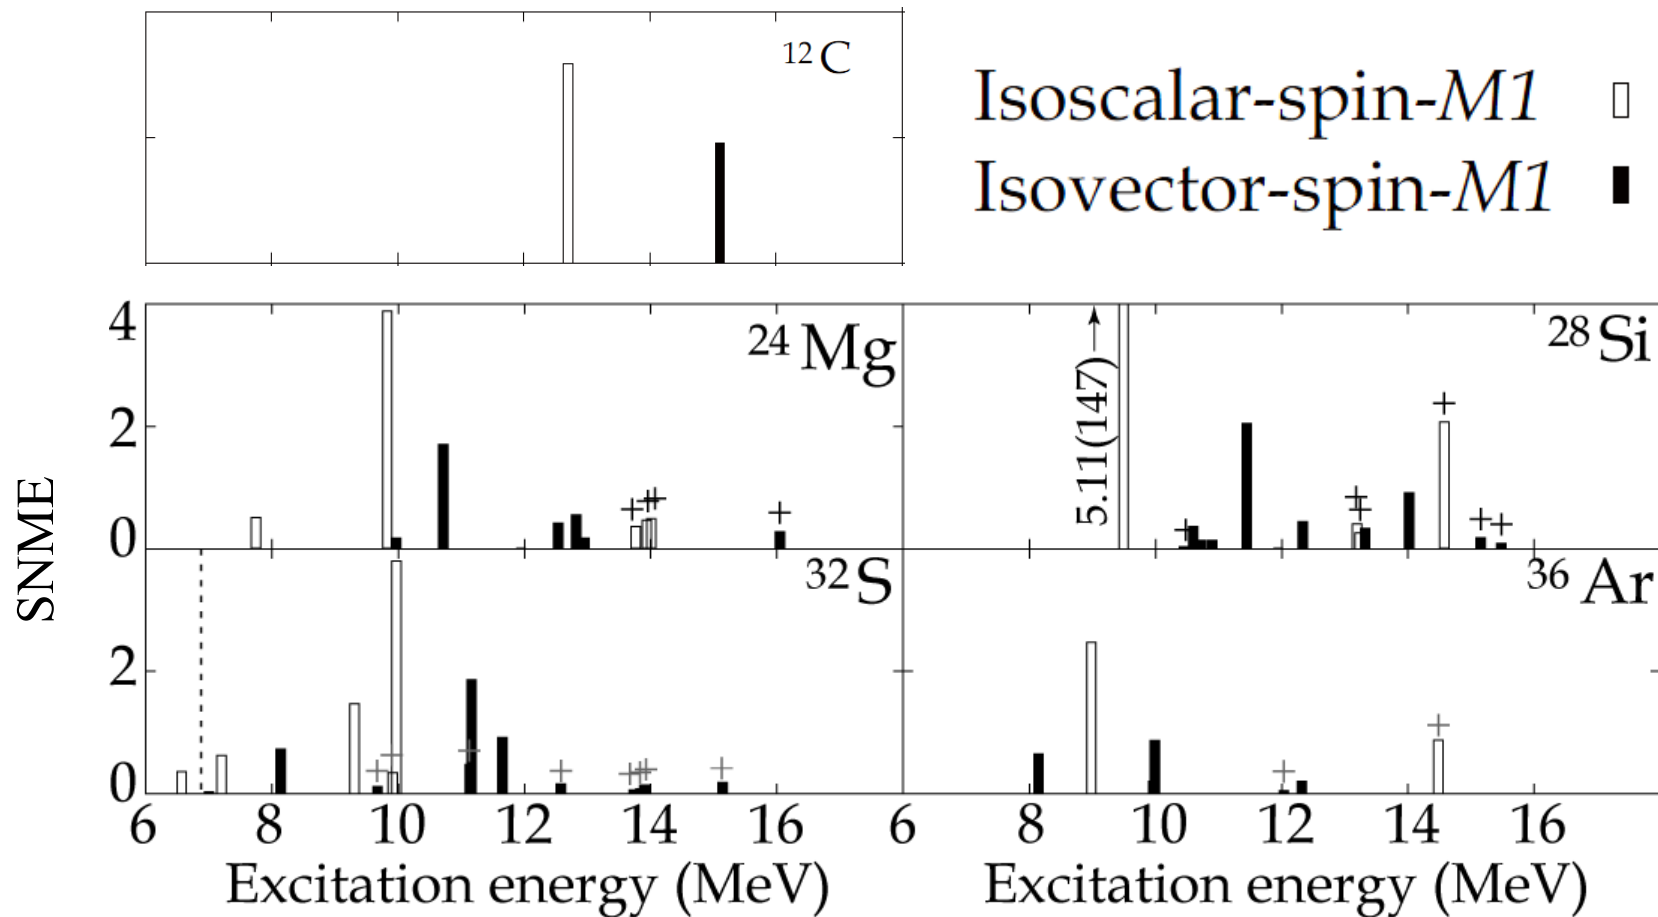 ¹²C
Isoscalar-spin-M1
Isovector-spin-M1
SNME
4
2
0
²⁴Mg
5.11(147)
²⁸Si
2
0
³²S
³⁶Ar
6 8 10 12 14 16 6 8 10 12 14 16
Excitation energy (MeV) Excitation energy (MeV)